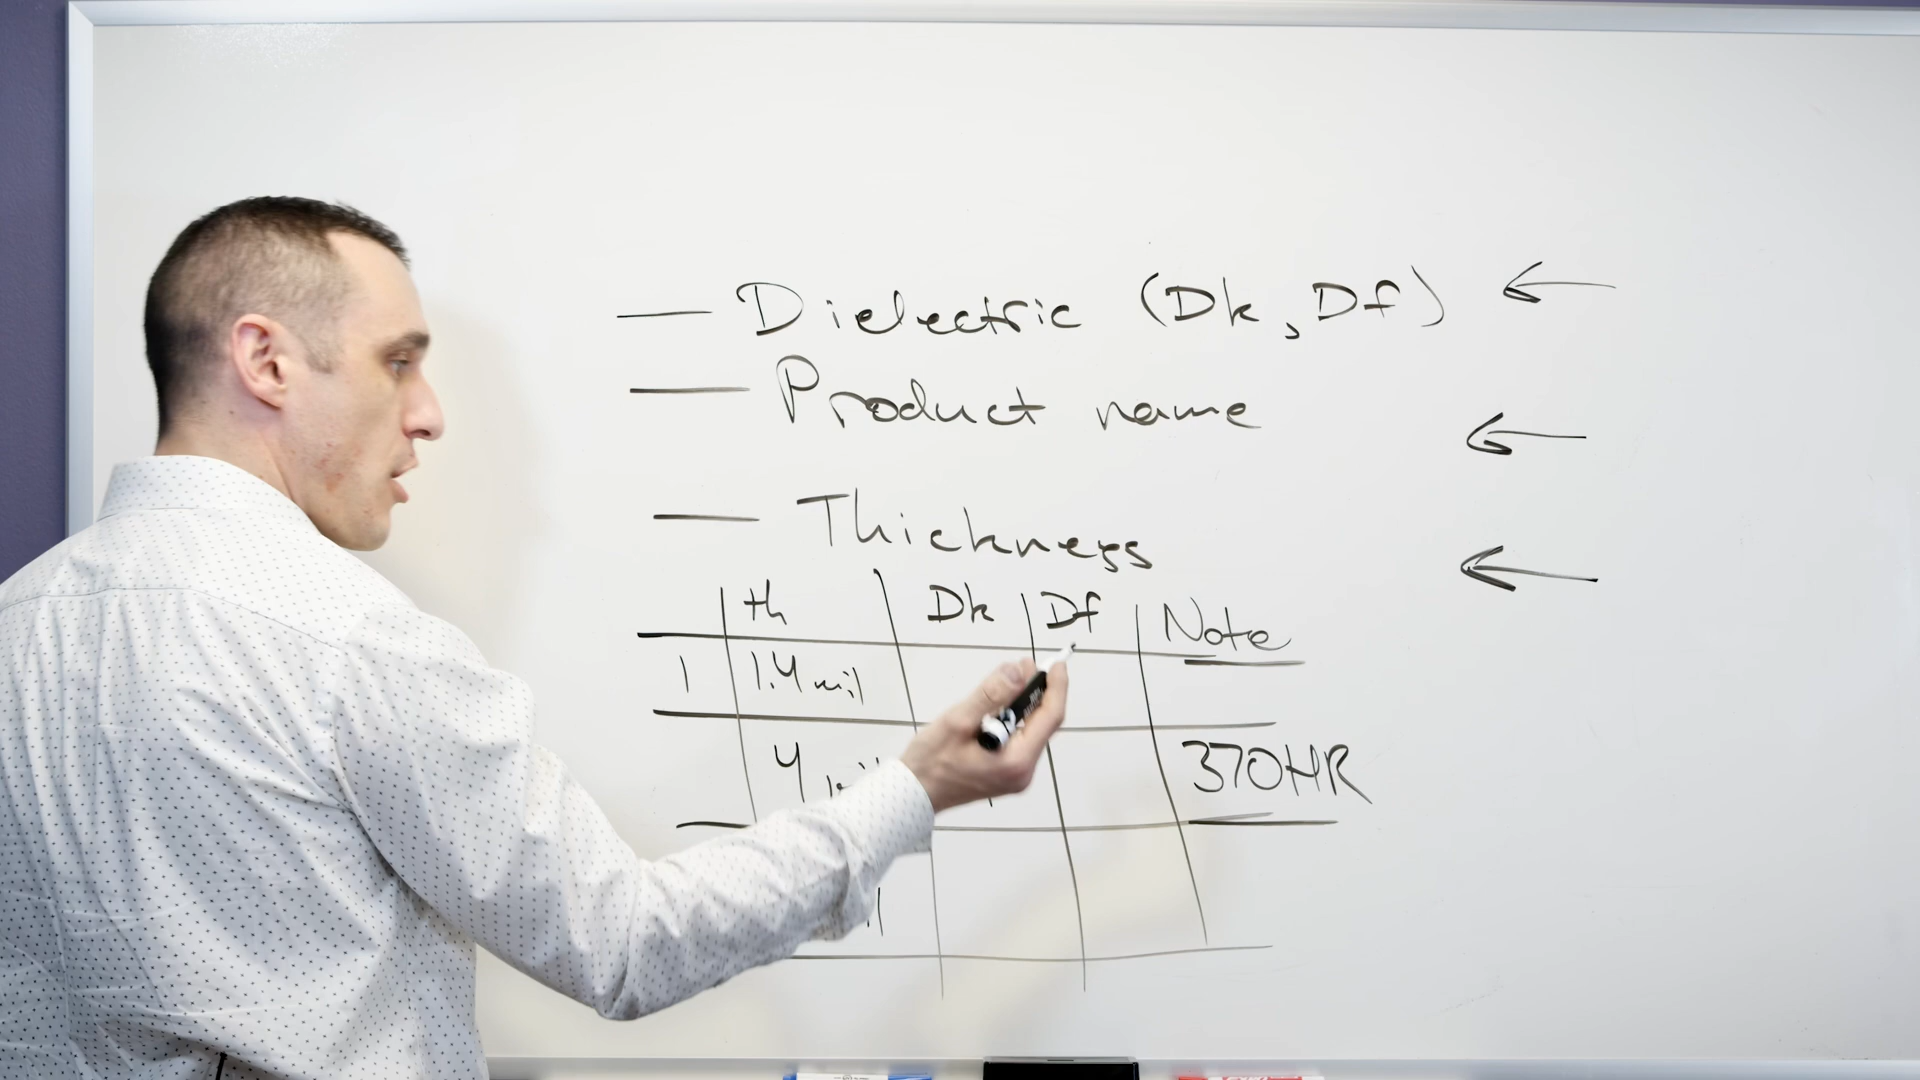 — Dielectric (Dk, Df) ←
— Product name ←
— Thickness ←
th Dk Df Note
1 1.4 mil
4 mil 370HR